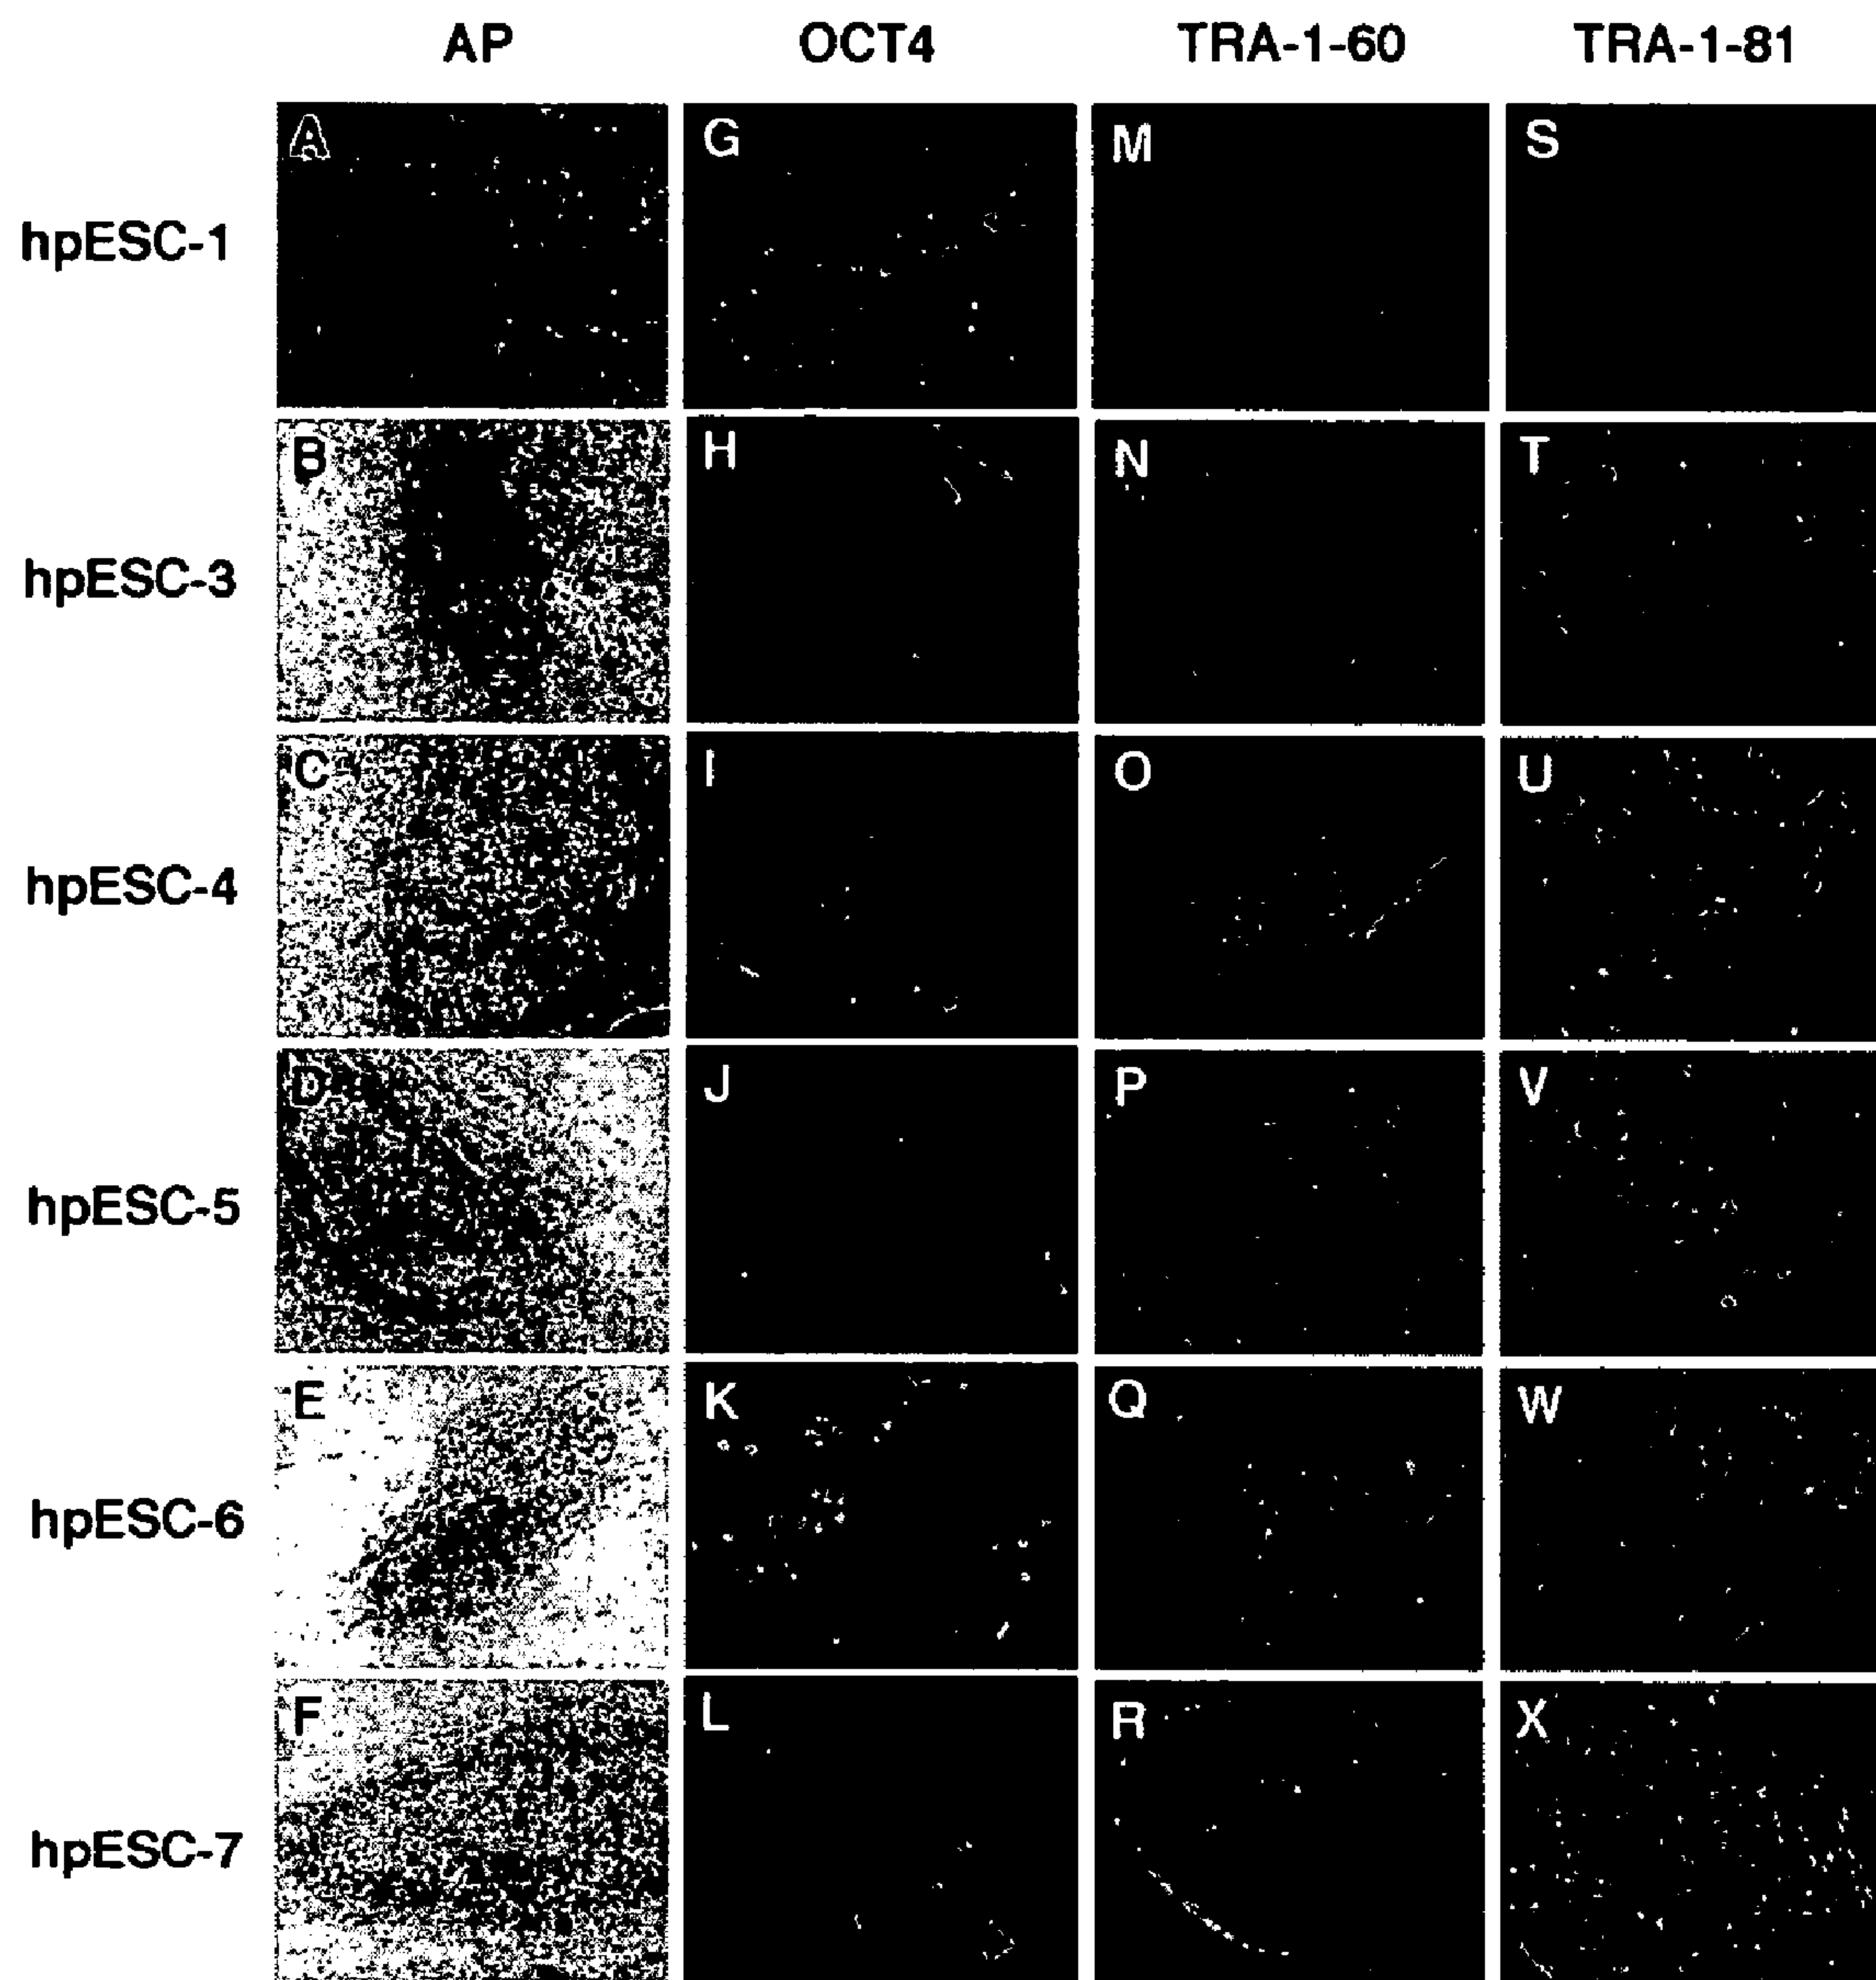 AP OCT4 TRA-1-60 TRA-1-81
hpESC-1 A G M S
hpESC-3 B H N T
hpESC-4 C I O U
hpESC-5 D J P V
hpESC-6 E K Q W
hpESC-7 F L R X